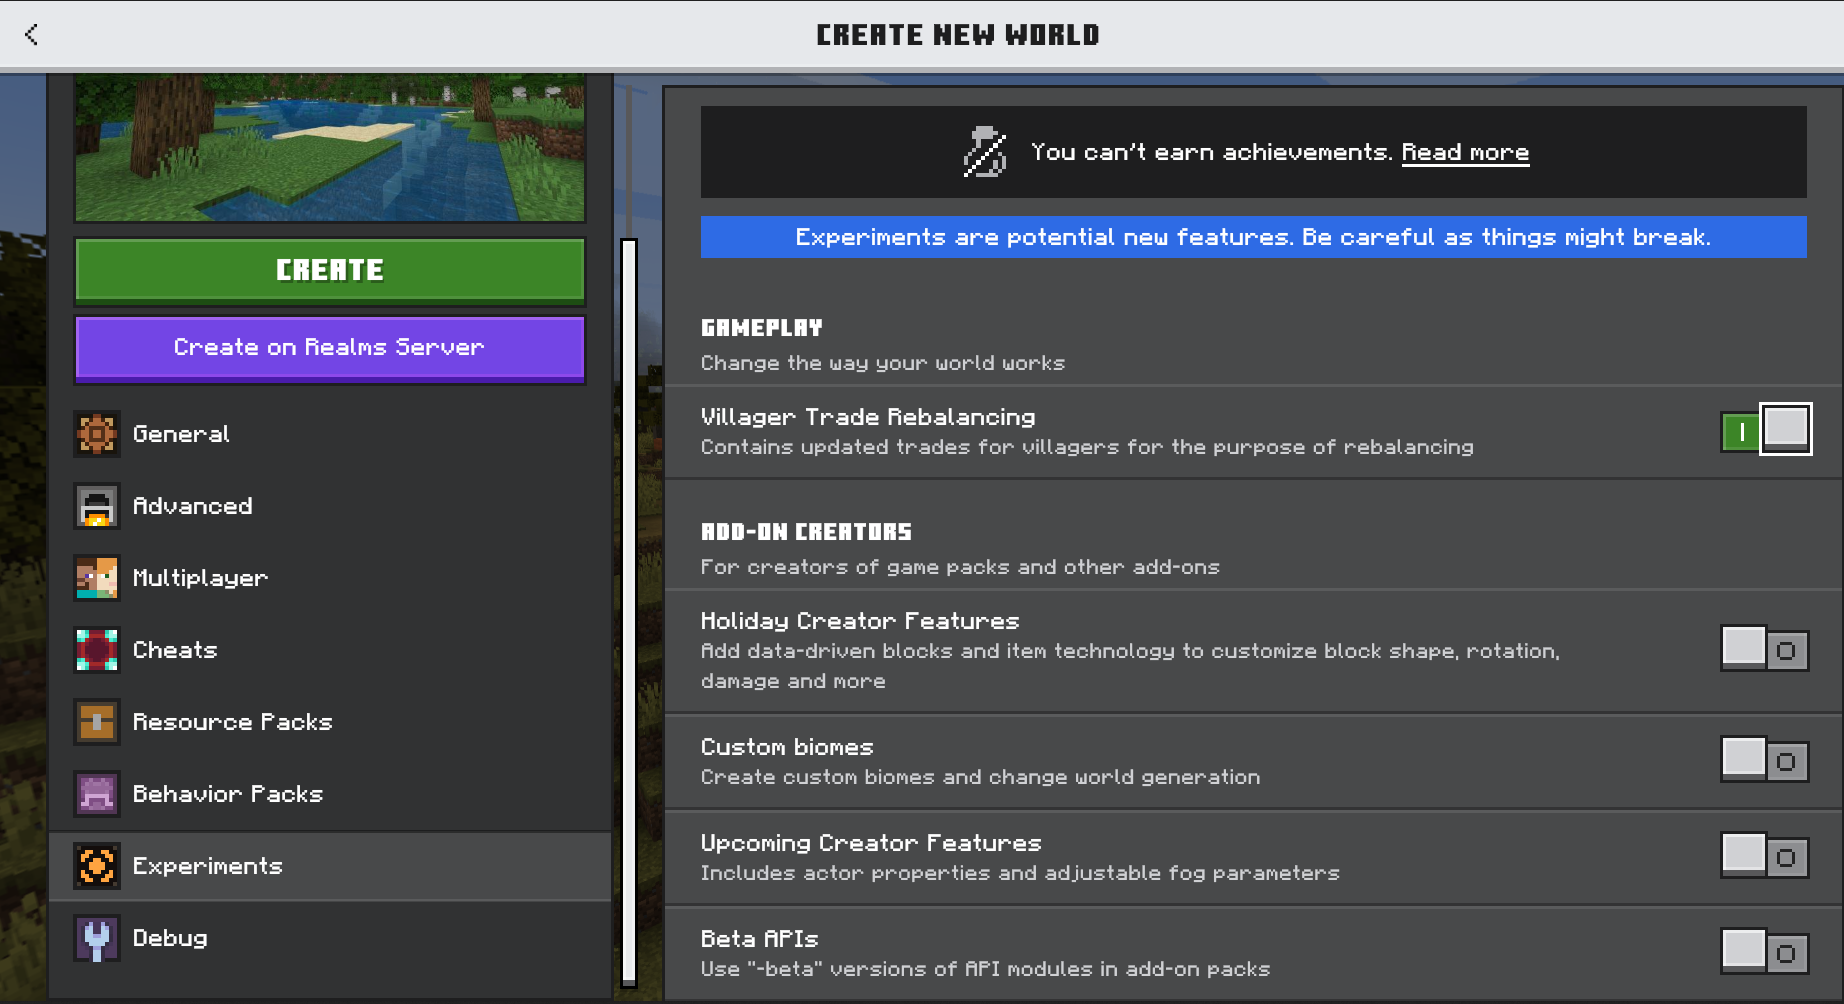 CREATE NEW WORLD
CREATE
Create on Realms Server
General
Advanced
Multiplayer
Cheats
Resource Packs
Behavior Packs
Experiments
Debug
You can't earn achievements. Read more
Experiments are potential new features. Be careful as things might break.
GAMEPLAY
Change the way your world works
Villager Trade Rebalancing
Contains updated trades for villagers for the purpose of rebalancing
ADD-ON CREATORS
For creators of game packs and other add-ons
Holiday Creator Features
Add data-driven blocks and item technology to customize block shape, rotation,
damage and more
Custom biomes
Create custom biomes and change world generation
Upcoming Creator Features
Includes actor properties and adjustable fog parameters
Beta APIs
Use "-beta" versions of API modules in add-on packs